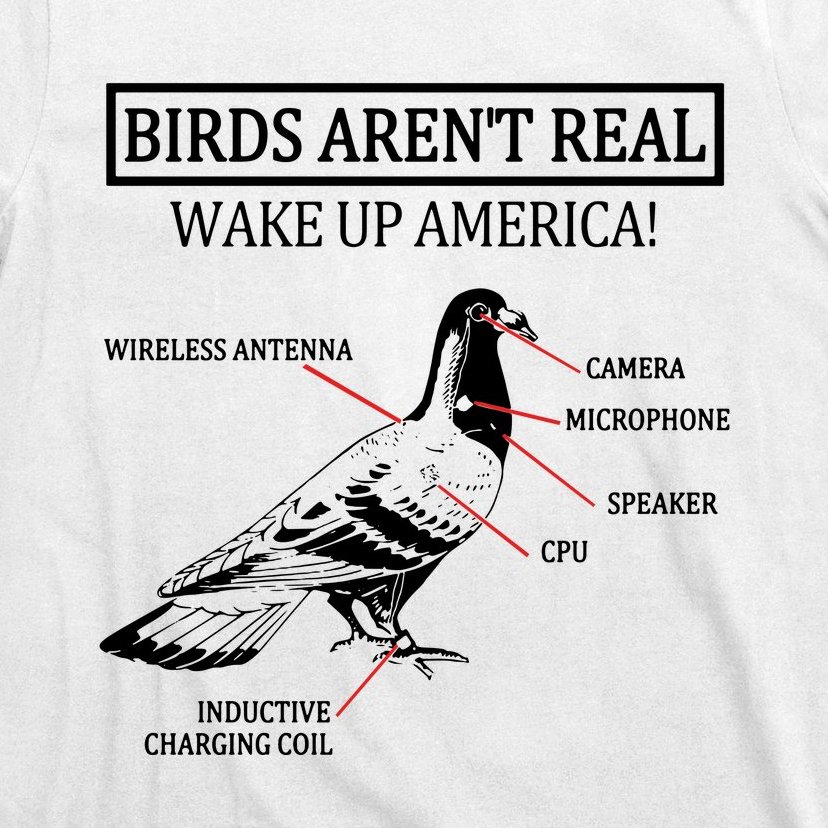 BIRDS AREN'T REAL
WAKE UP AMERICA!
WIRELESS ANTENNA
CAMERA
MICROPHONE
SPEAKER
CPU
INDUCTIVE
CHARGING COIL